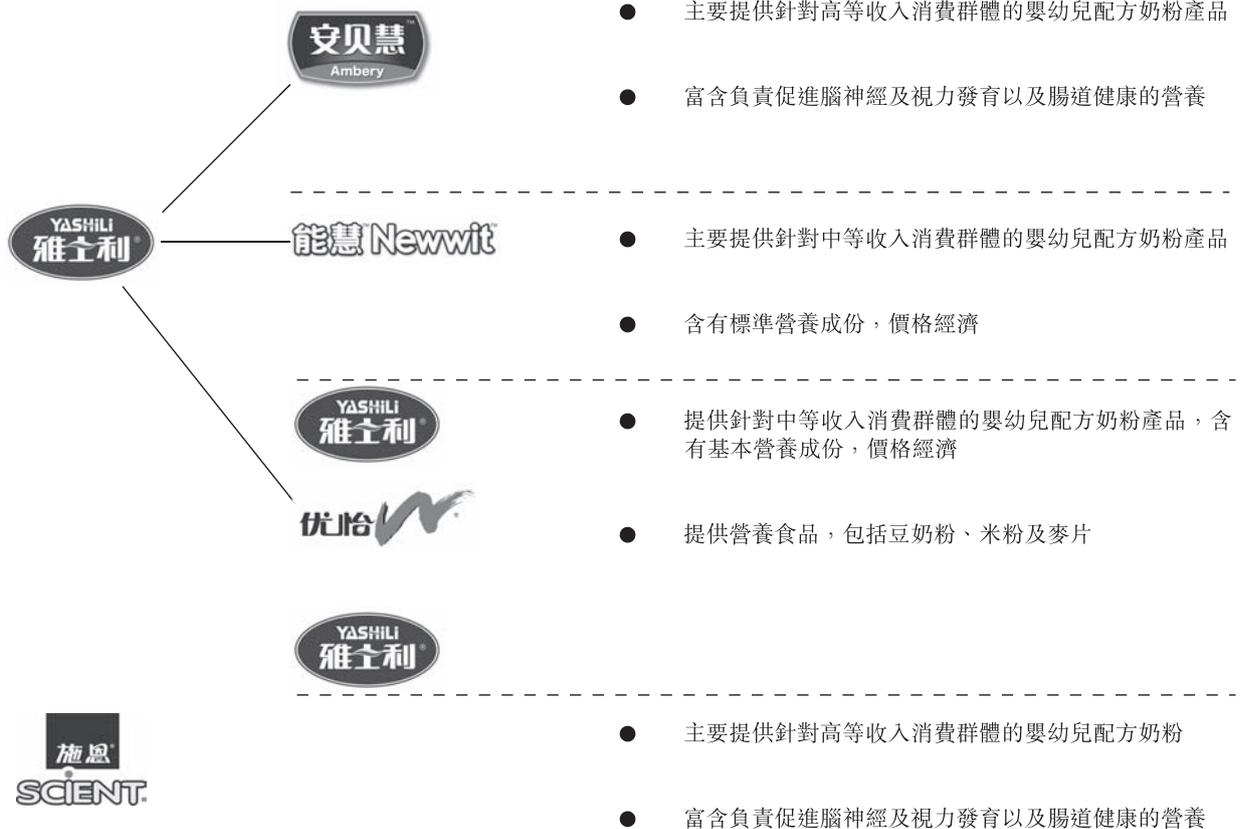 安贝慧™
Ambery
● 主要提供針對高等收入消費群體的嬰幼兒配方奶粉產品
● 富含負責促進腦神經及視力發育以及腸道健康的營養
YASHILI
雅士利®
能慧 Newwit
● 主要提供針對中等收入消費群體的嬰幼兒配方奶粉產品
● 含有標準營養成份，價格經濟
YASHILI
雅士利®
● 提供針對中等收入消費群體的嬰幼兒配方奶粉產品，含
有基本營養成份，價格經濟
优怡
● 提供營養食品，包括豆奶粉、米粉及麥片
YASHILI
雅士利®
施恩
SCIENT
● 主要提供針對高等收入消費群體的嬰幼兒配方奶粉
● 富含負責促進腦神經及視力發育以及腸道健康的營養